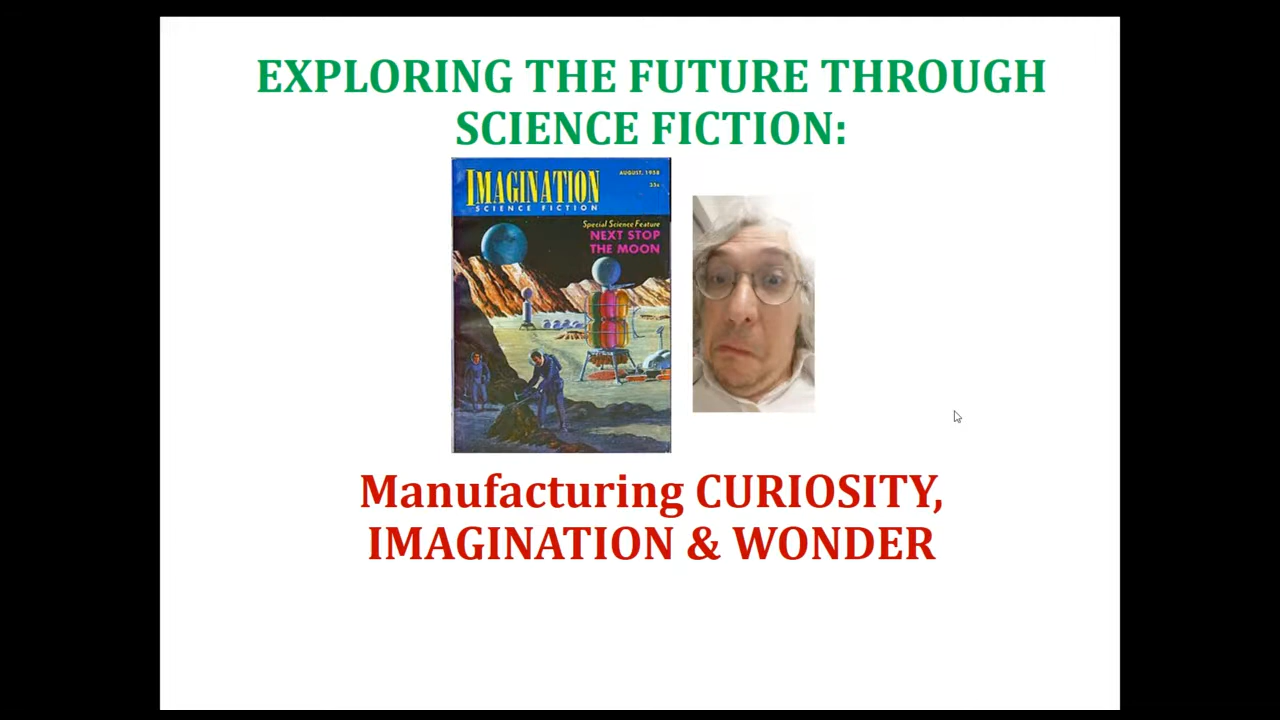 EXPLORING THE FUTURE THROUGH
SCIENCE FICTION:
IMAGINATION
SCIENCE FICTION
AUGUST, 1958
35c
Special Science Feature
NEXT STOP
THE MOON
Manufacturing CURIOSITY,
IMAGINATION & WONDER